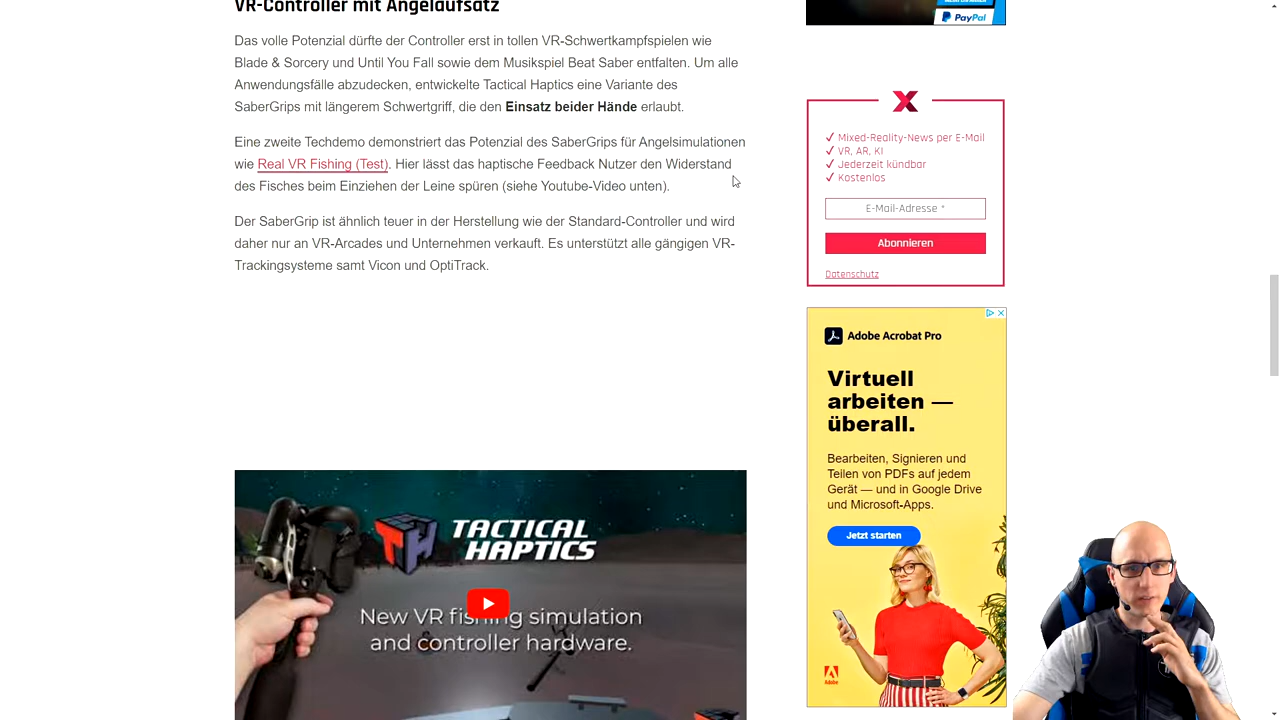 VR-Controller mit Angelaufsatz
Das volle Potenzial dürfte der Controller erst in tollen VR-Schwertkampfspielen wie
Blade & Sorcery und Until You Fall sowie dem Musikspiel Beat Saber entfalten. Um alle
Anwendungsfälle abzudecken, entwickelte Tactical Haptics eine Variante des
SaberGrips mit längerem Schwertgriff, die den Einsatz beider Hände erlaubt.
Eine zweite Techdemo demonstriert das Potenzial des SaberGrips für Angelsimulationen
wie Real VR Fishing (Test). Hier lässt das haptische Feedback Nutzer den Widerstand
des Fisches beim Einziehen der Leine spüren (siehe Youtube-Video unten).
Der SaberGrip ist ähnlich teuer in der Herstellung wie der Standard-Controller und wird
daher nur an VR-Arcades und Unternehmen verkauft. Es unterstützt alle gängigen VR-
Trackingsysteme samt Vicon und OptiTrack.
TACTICAL
HAPTICS
New VR fishing simulation
and controller hardware.
PayPal
Mixed-Reality-News per E-Mail
VR, AR, KI
Jederzeit kündbar
Kostenlos
E-Mail-Adresse *
Abonnieren
Datenschutz
Adobe Acrobat Pro
Virtuell
arbeiten —
überall.
Bearbeiten, Signieren und
Teilen von PDFs auf jedem
Gerät — und in Google Drive
und Microsoft-Apps.
Jetzt starten
Adobe